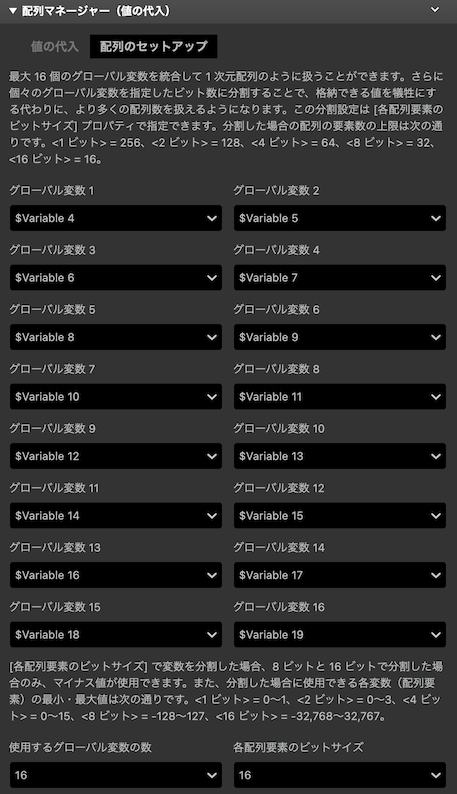 ▼ 配列マネージャー（値の代入）
値の代入 配列のセットアップ
最大 16 個のグローバル変数を統合して 1 次元配列のように扱うことができます。さらに
個々のグローバル変数を指定したビット数に分割することで、格納できる値を犠牲にす
る代わりに、より多くの配列数を扱えるようになります。この分割設定は [各配列要素の
ビットサイズ] プロパティで指定できます。分割した場合の配列の要素数の上限は次の通
りです。<1 ビット> = 256、<2 ビット> = 128、<4 ビット> = 64、<8 ビット> = 32、
<16 ビット> = 16。
グローバル変数 1 グローバル変数 2
$Variable 4 $Variable 5
グローバル変数 3 グローバル変数 4
$Variable 6 $Variable 7
グローバル変数 5 グローバル変数 6
$Variable 8 $Variable 9
グローバル変数 7 グローバル変数 8
$Variable 10 $Variable 11
グローバル変数 9 グローバル変数 10
$Variable 12 $Variable 13
グローバル変数 11 グローバル変数 12
$Variable 14 $Variable 15
グローバル変数 13 グローバル変数 14
$Variable 16 $Variable 17
グローバル変数 15 グローバル変数 16
$Variable 18 $Variable 19
[各配列要素のビットサイズ] で変数を分割した場合、8 ビットと 16 ビットで分割した場
合のみ、マイナス値が使用できます。また、分割した場合に使用できる各変数（配列要
素）の最小・最大値は次の通りです。<1 ビット> = 0〜1、<2 ビット> = 0〜3、<4 ビッ
ト> = 0〜15、<8 ビット> = -128〜127、<16 ビット> = -32,768〜32,767。
使用するグローバル変数の数 各配列要素のビットサイズ
16 16